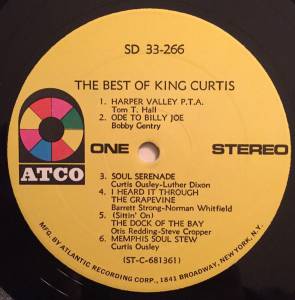 SD 33-266
THE BEST OF KING CURTIS
1. HARPER VALLEY P.T.A.
Tom T. Hall
2. ODE TO BILLY JOE
Bobby Gentry
ONE
STEREO
ATCO
3. SOUL SERENADE
Curtis Ousley-Luther Dixon
4. I HEARD IT THROUGH
THE GRAPEVINE
Barrett Strong-Norman Whitfield
5. (Sittin' On)
THE DOCK OF THE BAY
Otis Redding-Steve Cropper
6. MEMPHIS SOUL STEW
Curtis Ousley
(ST-C-681361)
MFG. BY ATLANTIC RECORDING CORP., 1841 BROADWAY, NEW YORK, N.Y.